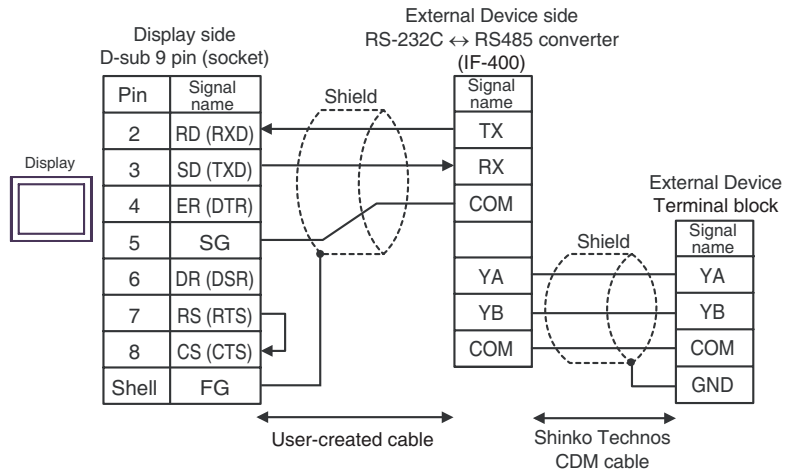 Display side
D-sub 9 pin (socket)
External Device side
RS-232C ↔ RS485 converter
(IF-400)
Pin
Signal
name
2
RD (RXD)
3
SD (TXD)
4
ER (DTR)
5
SG
6
DR (DSR)
7
RS (RTS)
8
CS (CTS)
Shell
FG
Display
Shield
Signal
name
TX
RX
COM
YA
YB
COM
Shield
External Device
Terminal block
Signal
name
YA
YB
COM
GND
User-created cable
Shinko Technos
CDM cable